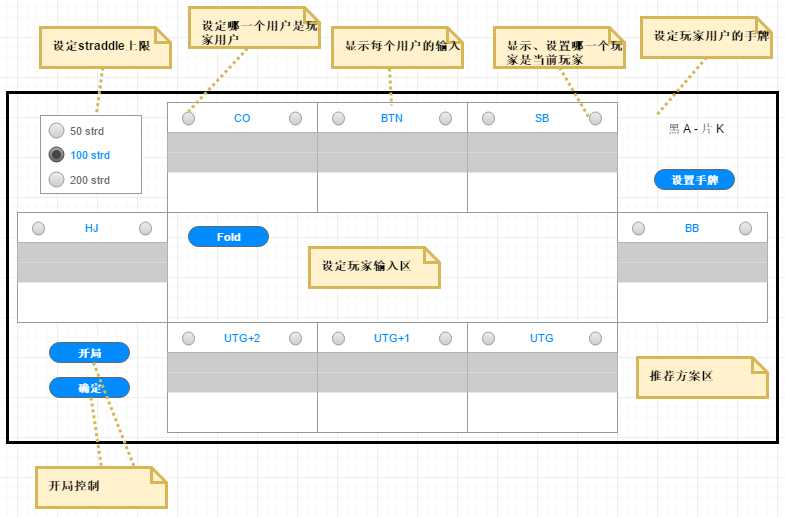 设定straddle上限
设定哪一个用户是玩
家用户
显示每个用户的输入
显示、设置哪一个玩
家是当前玩家
设定玩家用户的手牌
50 strd
100 strd
200 strd
CO
BTN
SB
黑 A - 片 K
设置手牌
HJ
Fold
设定玩家输入区
BB
开局
确定
UTG+2
UTG+1
UTG
推荐方案区
开局控制